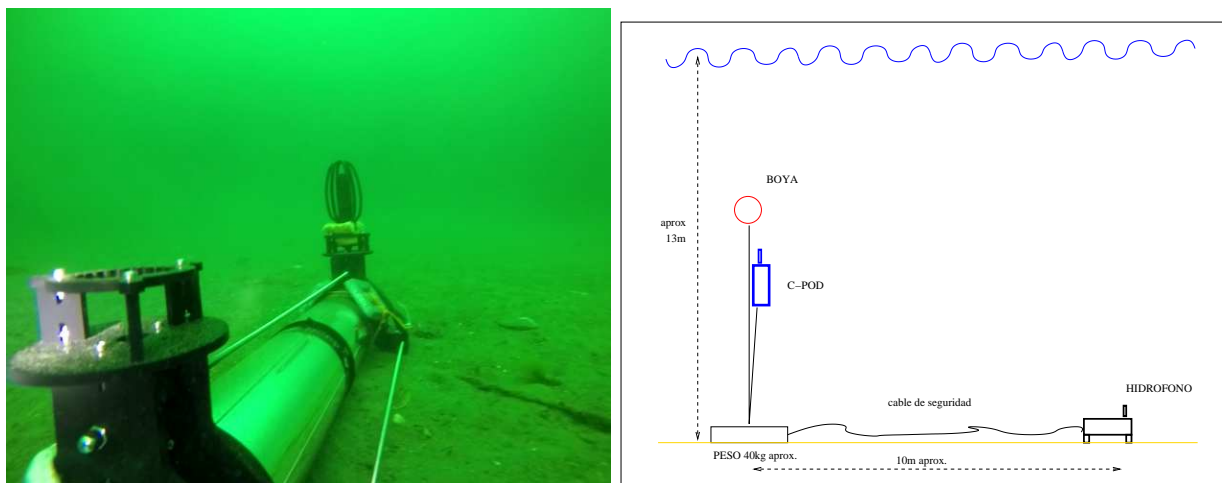 BOYA
aprox
13m
C-POD
HIDROFONO
cable de seguridad
PESO 40kg aprox.
10m aprox.